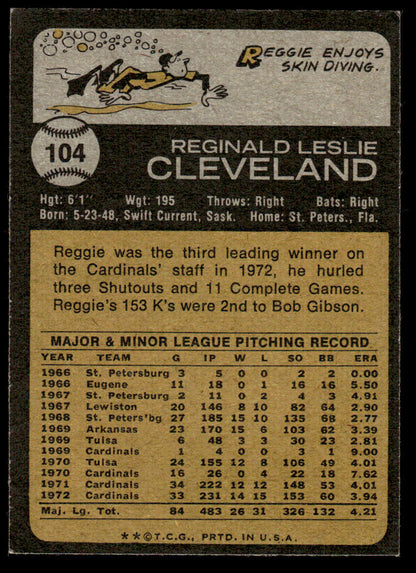 REGGIE ENJOYS
SKIN DIVING.
104
REGINALD LESLIE
CLEVELAND
Hgt: 6'1" Wgt: 195 Throws: Right Bats: Right
Born: 5-23-48, Swift Current, Sask. Home: St. Peters., Fla.
Reggie was the third leading winner on
the Cardinals' staff in 1972, he hurled
three Shutouts and 11 Complete Games.
Reggie's 153 K's were 2nd to Bob Gibson.
MAJOR & MINOR LEAGUE PITCHING RECORD
YEAR TEAM G IP W L SO BB ERA
1966 St. Petersburg 3 5 0 0 2 2 0.00
1966 Eugene 11 18 0 1 16 16 5.50
1967 St. Petersburg 2 11 0 2 4 3 4.91
1967 Lewiston 20 146 8 10 82 64 2.90
1968 St. Peters'bg 27 185 15 10 135 68 2.77
1969 Arkansas 23 170 15 6 103 62 3.39
1969 Tulsa 6 48 3 3 30 23 2.81
1969 Cardinals 1 4 0 0 3 1 9.00
1970 Tulsa 24 155 12 8 106 49 4.01
1970 Cardinals 16 26 0 4 22 18 7.62
1971 Cardinals 34 222 12 12 148 53 4.01
1972 Cardinals 33 231 14 15 153 60 3.94
Major. Lg. Tot. 84 483 26 31 326 132 4.21
**©T.C.G., PRTD. IN U.S.A.